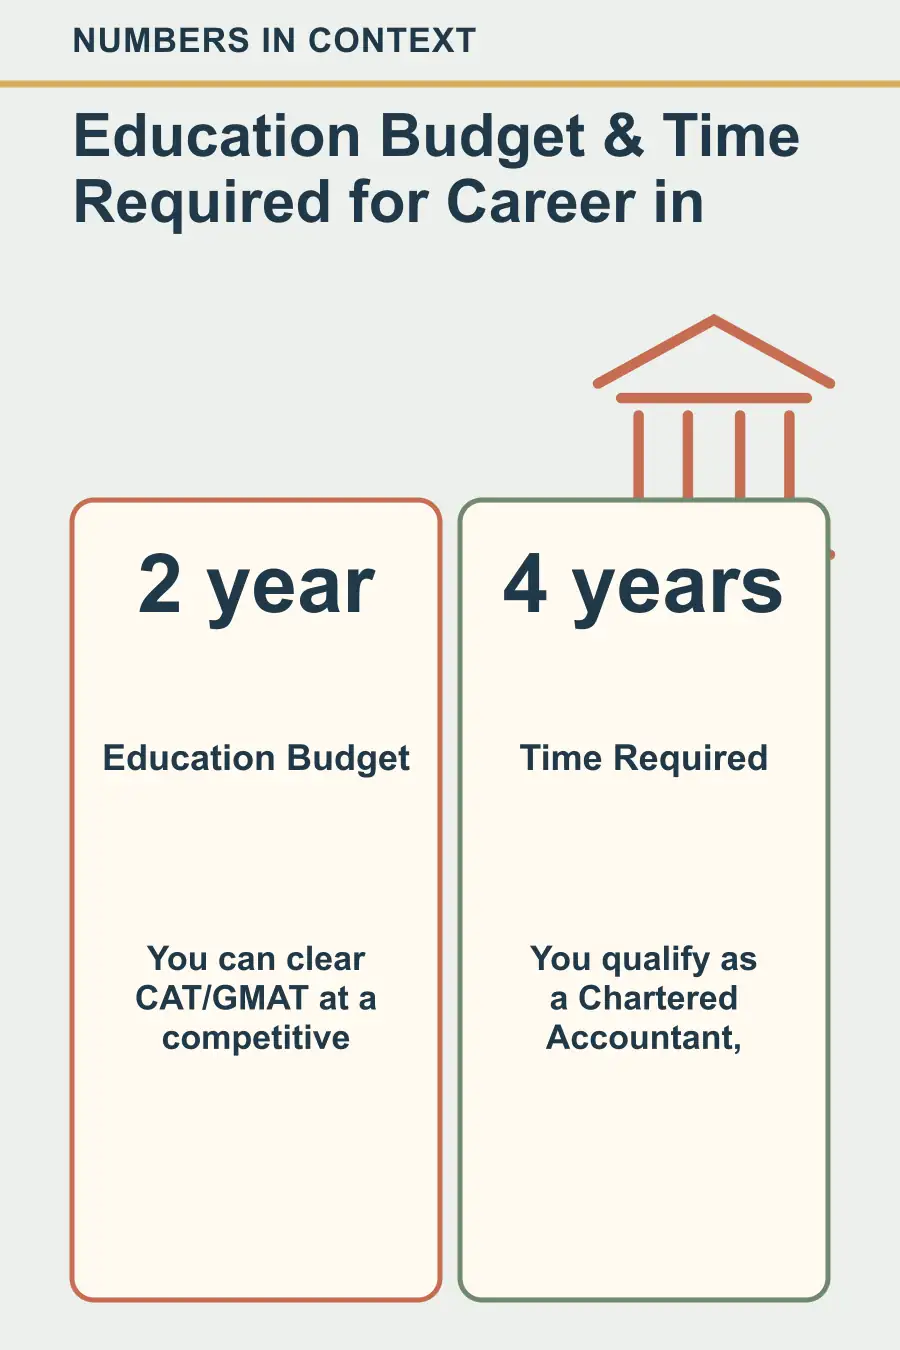 NUMBERS IN CONTEXT
Education Budget & Time
Required for Career in
2 year
Education Budget
You can clear
CAT/GMAT at a
competitive
4 years
Time Required
You qualify as
a Chartered
Accountant,